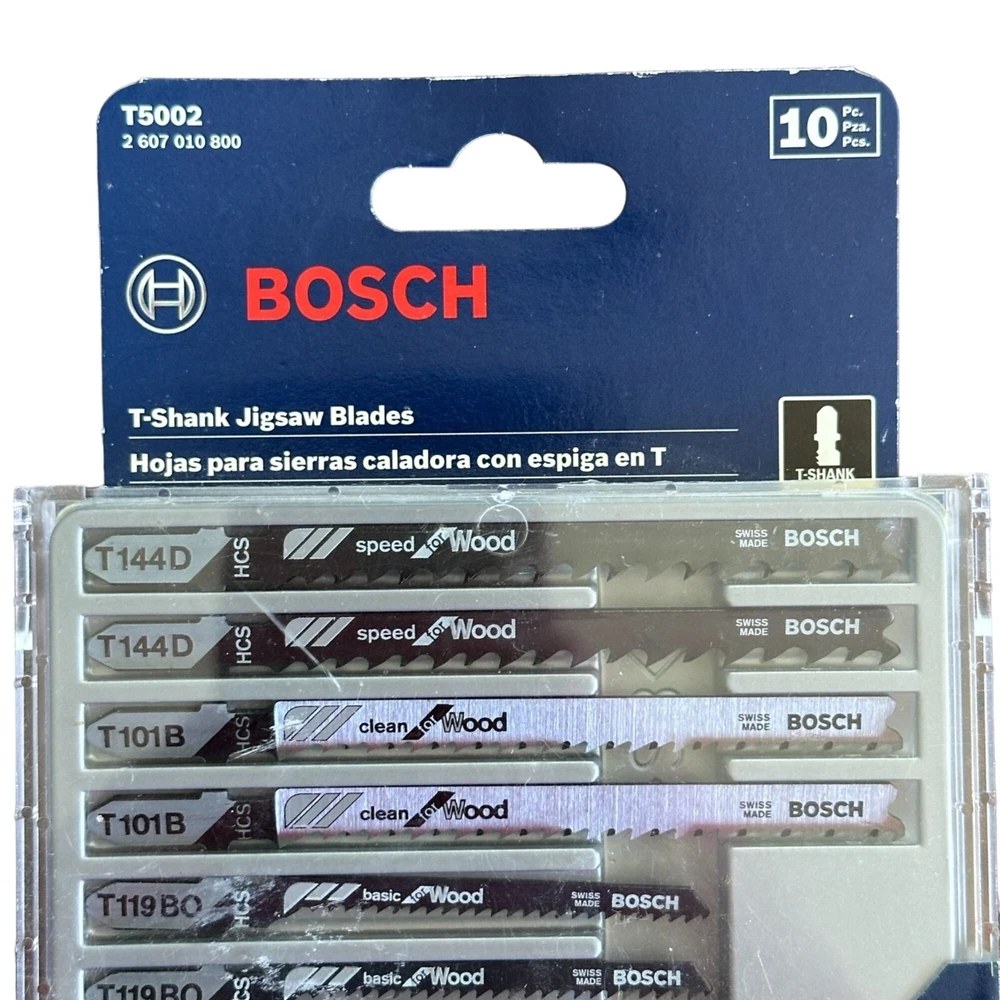 T5002
2 607 010 800
10 Pc.
Pza.
Pcs.
BOSCH
T-Shank Jigsaw Blades
Hojas para sierras caladora con espiga en T
T-SHANK
T144D HCS speed for Wood SWISS MADE BOSCH
T144D HCS speed for Wood SWISS MADE BOSCH
T101B HCS clean for Wood SWISS MADE BOSCH
T101B HCS clean for Wood SWISS MADE BOSCH
T119BO HCS basic for Wood SWISS MADE BOSCH
T119BO HCS basic for Wood SWISS MADE BOSCH